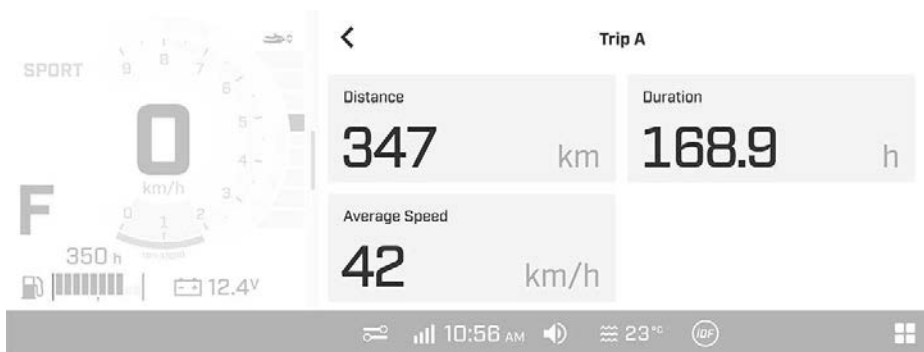 Trip A
SPORT
9 8 7 6 5 4 3 2 1 0
0
km/h
F
350 h
12.4V
Distance
347 km
Duration
168.9 h
Average Speed
42 km/h
10:56 AM
23°C
iDF